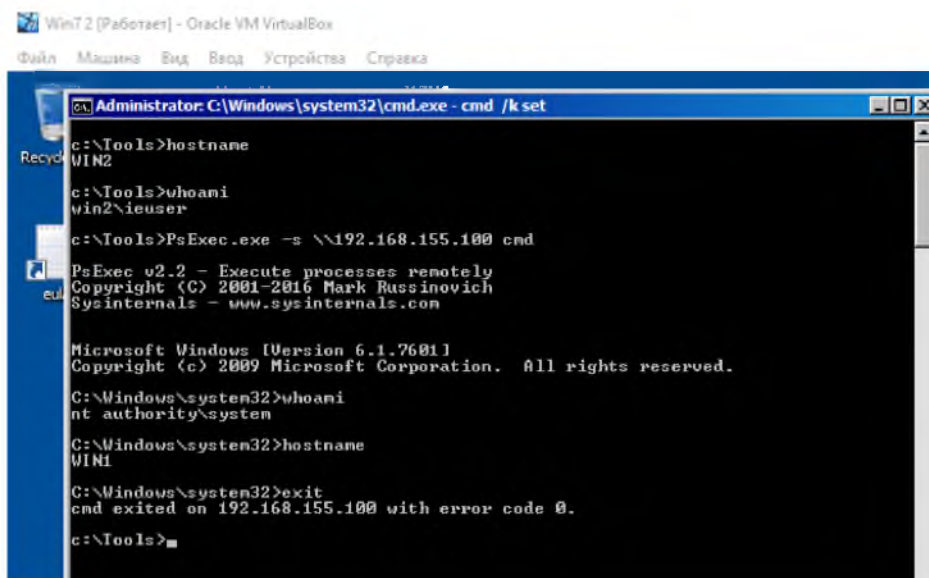 Win7 2 [Работает] - Oracle VM VirtualBox
Файл Машина Вид Ввод Устройства Справка
Administrator: C:\Windows\system32\cmd.exe - cmd /k set
c:\Tools>hostname
WIN2
Recycl
c:\Tools>whoami
win2\ieuser
c:\Tools>PsExec.exe -s \\192.168.155.100 cmd
PsExec v2.2 - Execute processes remotely
Copyright (C) 2001-2016 Mark Russinovich
eul
Sysinternals - www.sysinternals.com
Microsoft Windows [Version 6.1.7601]
Copyright (c) 2009 Microsoft Corporation. All rights reserved.
C:\Windows\system32>whoami
nt authority\system
C:\Windows\system32>hostname
WIN1
C:\Windows\system32>exit
cmd exited on 192.168.155.100 with error code 0.
c:\Tools>